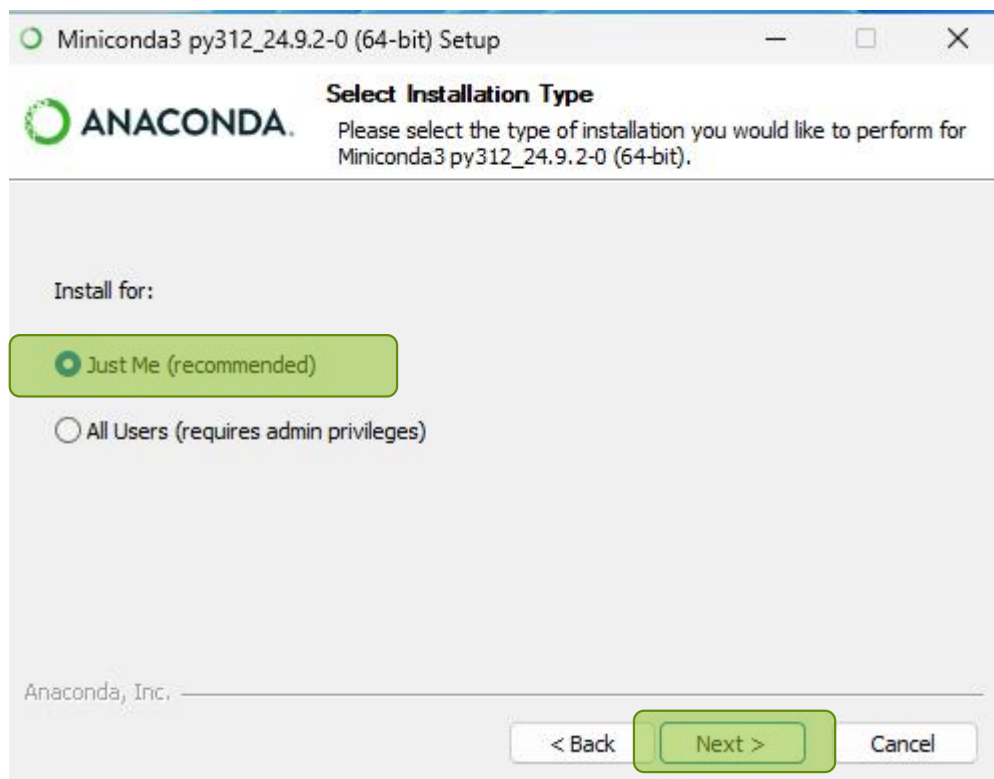 Miniconda3 py312_24.9.2-0 (64-bit) Setup
ANACONDA.
Select Installation Type
Please select the type of installation you would like to perform for
Miniconda3 py312_24.9.2-0 (64-bit).
Install for:
Just Me (recommended)
All Users (requires admin privileges)
Anaconda, Inc.
< Back
Next >
Cancel